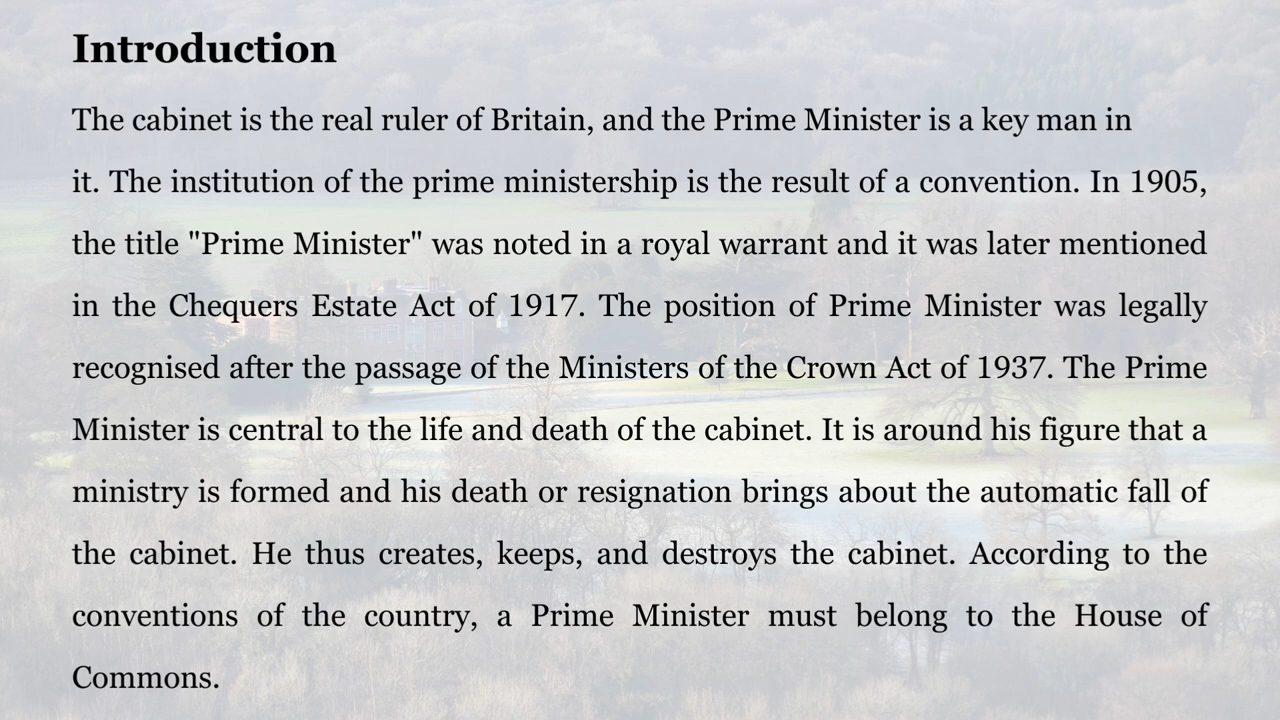 Introduction
The cabinet is the real ruler of Britain, and the Prime Minister is a key man in
it. The institution of the prime ministership is the result of a convention. In 1905,
the title "Prime Minister" was noted in a royal warrant and it was later mentioned
in the Chequers Estate Act of 1917. The position of Prime Minister was legally
recognised after the passage of the Ministers of the Crown Act of 1937. The Prime
Minister is central to the life and death of the cabinet. It is around his figure that a
ministry is formed and his death or resignation brings about the automatic fall of
the cabinet. He thus creates, keeps, and destroys the cabinet. According to the
conventions of the country, a Prime Minister must belong to the House of
Commons.